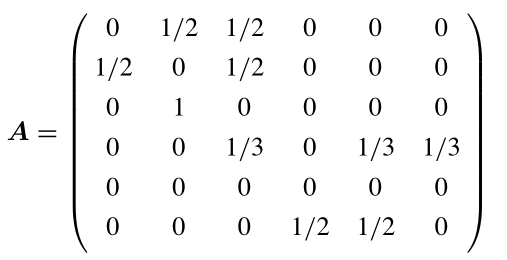 0 1/2 1/2 0 0 0
1/2 0 1/2 0 0 0
0 1 0 0 0 0
A = 0 0 1/3 0 1/3 1/3
0 0 0 0 0 0
0 0 0 1/2 1/2 0